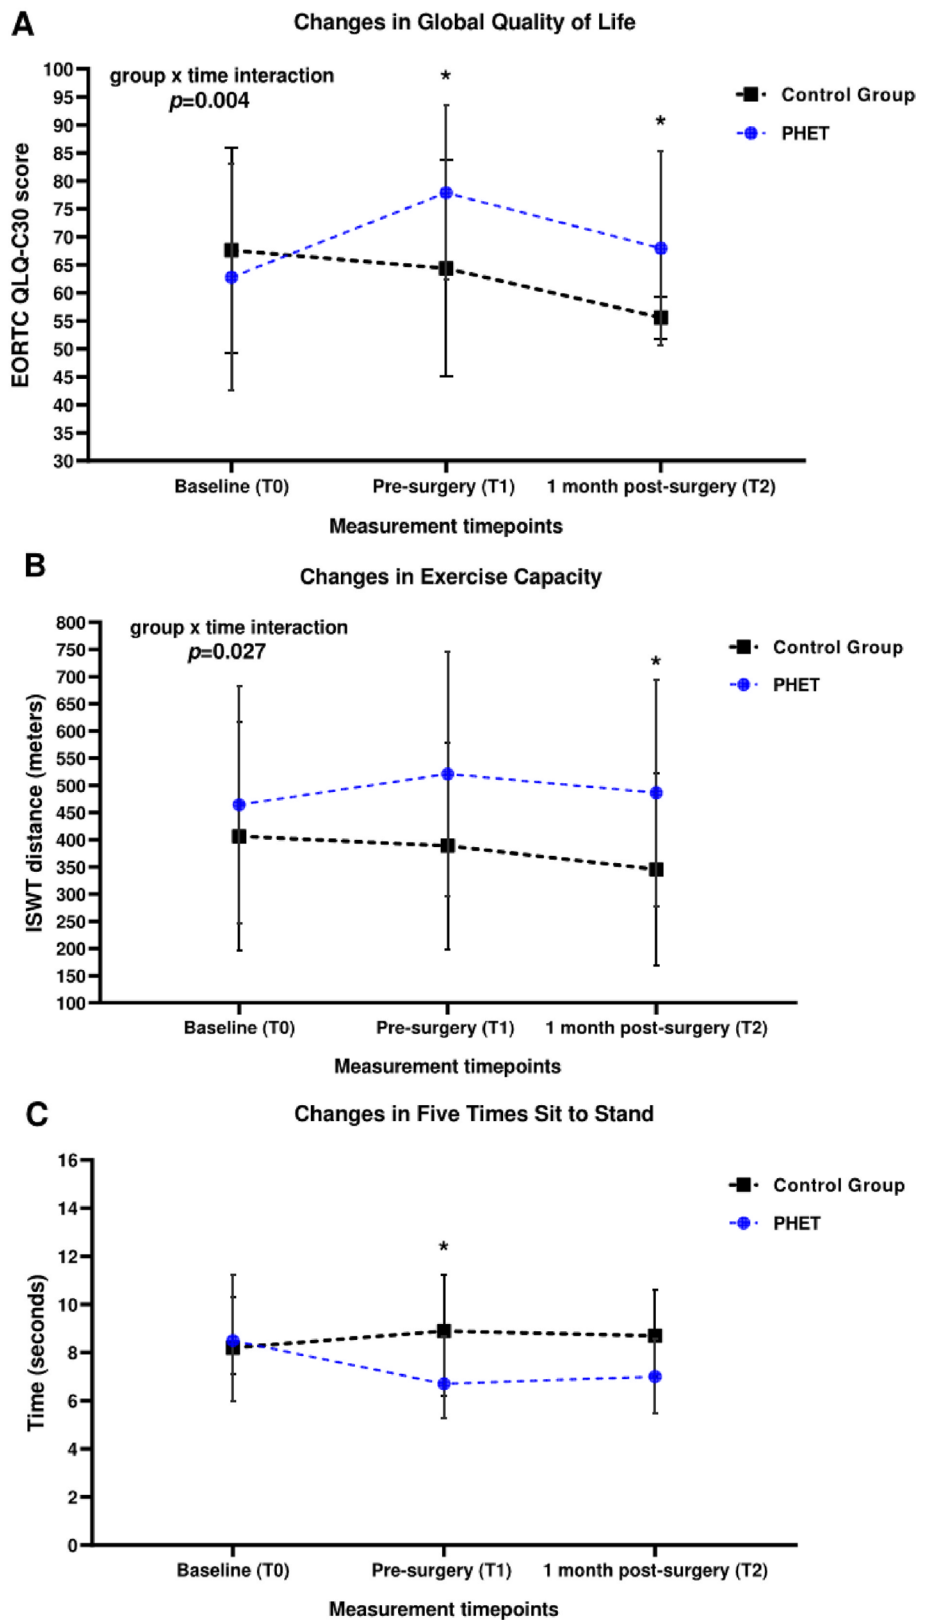 A
Changes in Global Quality of Life
group x time interaction
p=0.004
*
*
Control Group
PHET
EORTC QLQ-C30 score
100
95
90
85
80
75
70
65
60
55
50
45
40
35
30
Baseline (T0)
Pre-surgery (T1)
1 month post-surgery (T2)
Measurement timepoints
B
Changes in Exercise Capacity
group x time interaction
p=0.027
*
Control Group
PHET
ISWT distance (meters)
800
750
700
650
600
550
500
450
400
350
300
250
200
150
100
Baseline (T0)
Pre-surgery (T1)
1 month post-surgery (T2)
Measurement timepoints
C
Changes in Five Times Sit to Stand
*
Control Group
PHET
Time (seconds)
16
14
12
10
8
6
4
2
0
Baseline (T0)
Pre-surgery (T1)
1 month post-surgery (T2)
Measurement timepoints